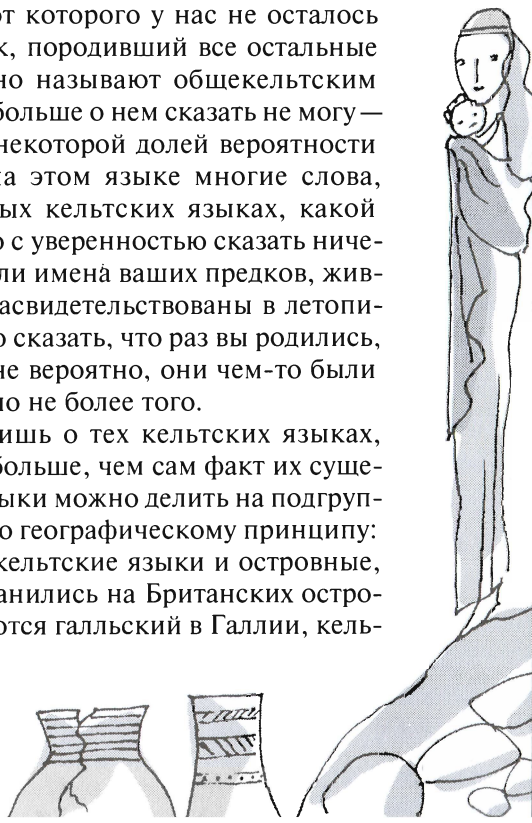 от которого у нас не осталось
к, породивший все остальные
но называют общекельтским
больше о нем сказать не могу—
некоторой долей вероятности
на этом языке многие слова,
ых кельтских языках, какой
о с уверенностью сказать ниче-
ли имена ваших предков, жив-
асвидетельствованы в летопи-
о сказать, что раз вы родились,
не вероятно, они чем-то были
но не более того.
ишь о тех кельтских языках,
больше, чем сам факт их суще-
зыки можно делить на подгруп-
о географическому принципу:
кельтские языки и островные,
анились на Британских остро-
ются галльский в Галлии, кель-